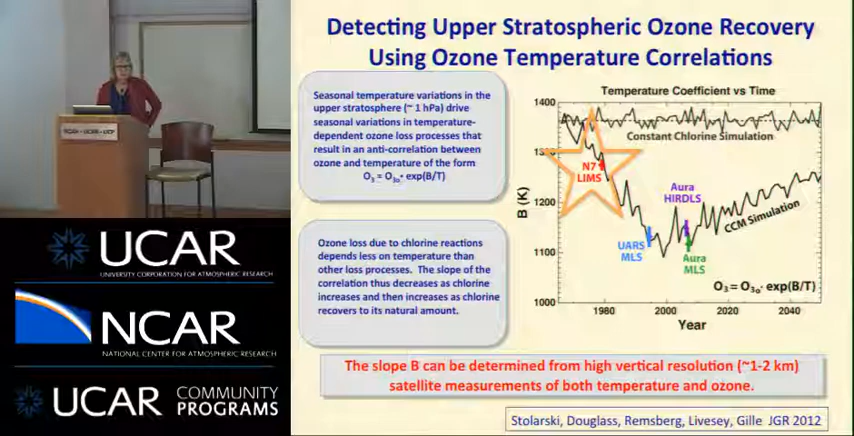 Detecting Upper Stratospheric Ozone Recovery
Using Ozone Temperature Correlations
Seasonal temperature variations in the
upper stratosphere (~ 1 hPa) drive
seasonal variations in temperature-
dependent ozone loss processes that
result in an anti-correlation between
ozone and temperature of the form
O₃ = O₃ₒ· exp(B/T)
Ozone loss due to chlorine reactions
depends less on temperature than
other loss processes. The slope of the
correlation thus decreases as chlorine
increases and then increases as chlorine
recovers to its natural amount.
Temperature Coefficient vs Time
1400
1300
1200
1100
1000
B (K)
Constant Chlorine Simulation
N7
LIMS
Aura
HIRDLS
UARS
MLS
Aura
MLS
CCM Simulation
O₃ = O₃ₒ· exp(B/T)
1980
2000
2020
2040
Year
The slope B can be determined from high vertical resolution (~1-2 km)
satellite measurements of both temperature and ozone.
Stolarski, Douglass, Remsberg, Livesey, Gille JGR 2012
UCAR
UNIVERSITY CORPORATION FOR ATMOSPHERIC RESEARCH
NCAR
NATIONAL CENTER FOR ATMOSPHERIC RESEARCH
UCAR
COMMUNITY
PROGRAMS